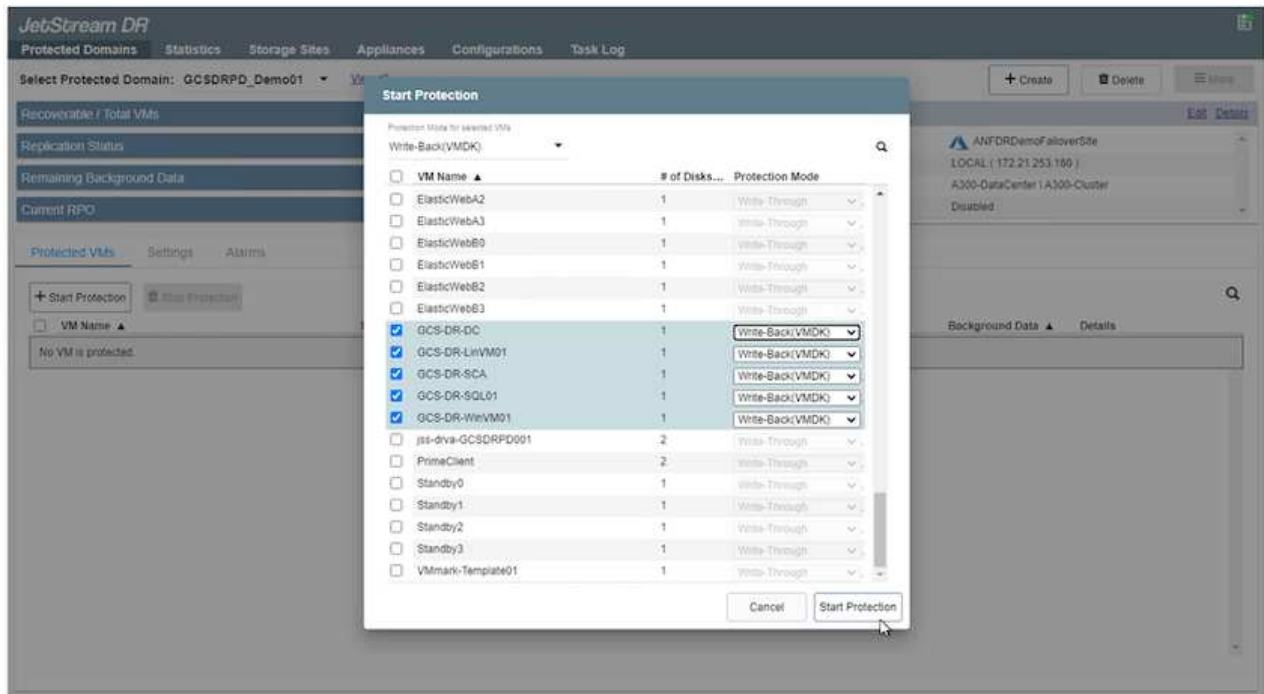 JetStream DR
Protected Domains Statistics Storage Sites Appliances Configurations Task Log
Select Protected Domain: GCSDRPD_Demo01 + Create Delete More
Recoverable / Total VMs Edit Details
Replication Status
Remaining Background Data
Current RPO
ANFDRDemoFailoverSite
LOCAL ( 172.21.253.160 )
A300-DataCenter \ A300-Cluster
Disabled
Protected VMs Settings Alarms
+ Start Protection Stop Protection
VM Name ▲ Background Data ▲ Details
No VM is protected.
Start Protection
Protection Mode for selected VMs
Write-Back(VMDK)
VM Name ▲ # of Disks... Protection Mode
ElasticWebA2 1 Write-Through
ElasticWebA3 1 Write-Through
ElasticWebB0 1 Write-Through
ElasticWebB1 1 Write-Through
ElasticWebB2 1 Write-Through
ElasticWebB3 1 Write-Through
GCS-DR-DC 1 Write-Back(VMDK)
GCS-DR-LinVM01 1 Write-Back(VMDK)
GCS-DR-SCA 1 Write-Back(VMDK)
GCS-DR-SQL01 1 Write-Back(VMDK)
GCS-DR-WinVM01 1 Write-Back(VMDK)
jss-drva-GCSDRPD001 2 Write-Through
PrimeClient 2 Write-Through
Standby0 1 Write-Through
Standby1 1 Write-Through
Standby2 1 Write-Through
Standby3 1 Write-Through
VMmark-Template01 1 Write-Through
Cancel Start Protection